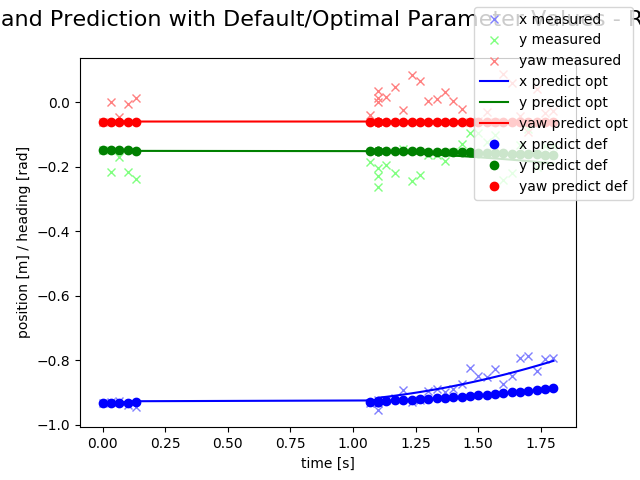 and Prediction with Default/Optimal Parameter Values - R
x measured
y measured
yaw measured
x predict opt
y predict opt
yaw predict opt
x predict def
y predict def
yaw predict def
position [m] / heading [rad]
0.0
−0.2
−0.4
−0.6
−0.8
−1.0
0.00 0.25 0.50 0.75 1.00 1.25 1.50 1.75
time [s]